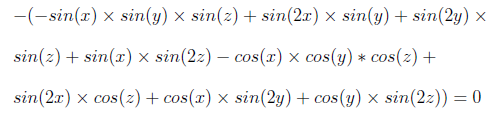 −(−sin(x) × sin(y) × sin(z) + sin(2x) × sin(y) + sin(2y) ×
sin(z) + sin(x) × sin(2z) − cos(x) × cos(y) ∗ cos(z) +
sin(2x) × cos(z) + cos(x) × sin(2y) + cos(y) × sin(2z)) = 0